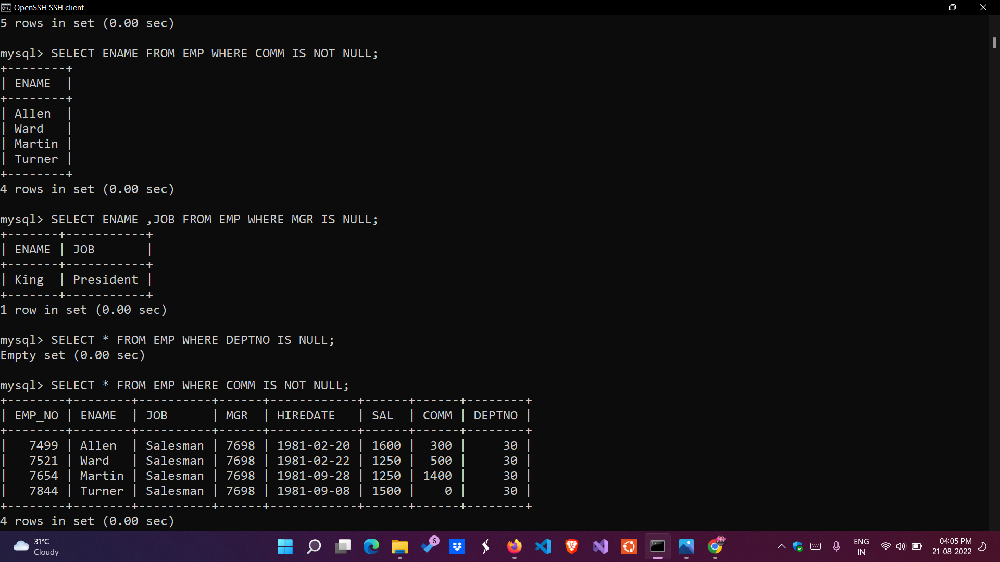 OpenSSH SSH client
5 rows in set (0.00 sec)
mysql> SELECT ENAME FROM EMP WHERE COMM IS NOT NULL;
+--------+
| ENAME  |
+--------+
| Allen  |
| Ward   |
| Martin |
| Turner |
+--------+
4 rows in set (0.00 sec)
mysql> SELECT ENAME ,JOB FROM EMP WHERE MGR IS NULL;
+-------+-----------+
| ENAME | JOB       |
+-------+-----------+
| King  | President |
+-------+-----------+
1 row in set (0.00 sec)
mysql> SELECT * FROM EMP WHERE DEPTNO IS NULL;
Empty set (0.00 sec)
mysql> SELECT * FROM EMP WHERE COMM IS NOT NULL;
+--------+--------+----------+------+------------+------+------+--------+
| EMP_NO | ENAME  | JOB      | MGR  | HIREDATE   | SAL  | COMM | DEPTNO |
+--------+--------+----------+------+------------+------+------+--------+
|   7499 | Allen  | Salesman | 7698 | 1981-02-20 | 1600 |  300 |     30 |
|   7521 | Ward   | Salesman | 7698 | 1981-02-22 | 1250 |  500 |     30 |
|   7654 | Martin | Salesman | 7698 | 1981-09-28 | 1250 | 1400 |     30 |
|   7844 | Turner | Salesman | 7698 | 1981-09-08 | 1500 |    0 |     30 |
+--------+--------+----------+------+------------+------+------+--------+
4 rows in set (0.00 sec)
31°C
Cloudy
6
ENG
IN
04:05 PM
21-08-2022